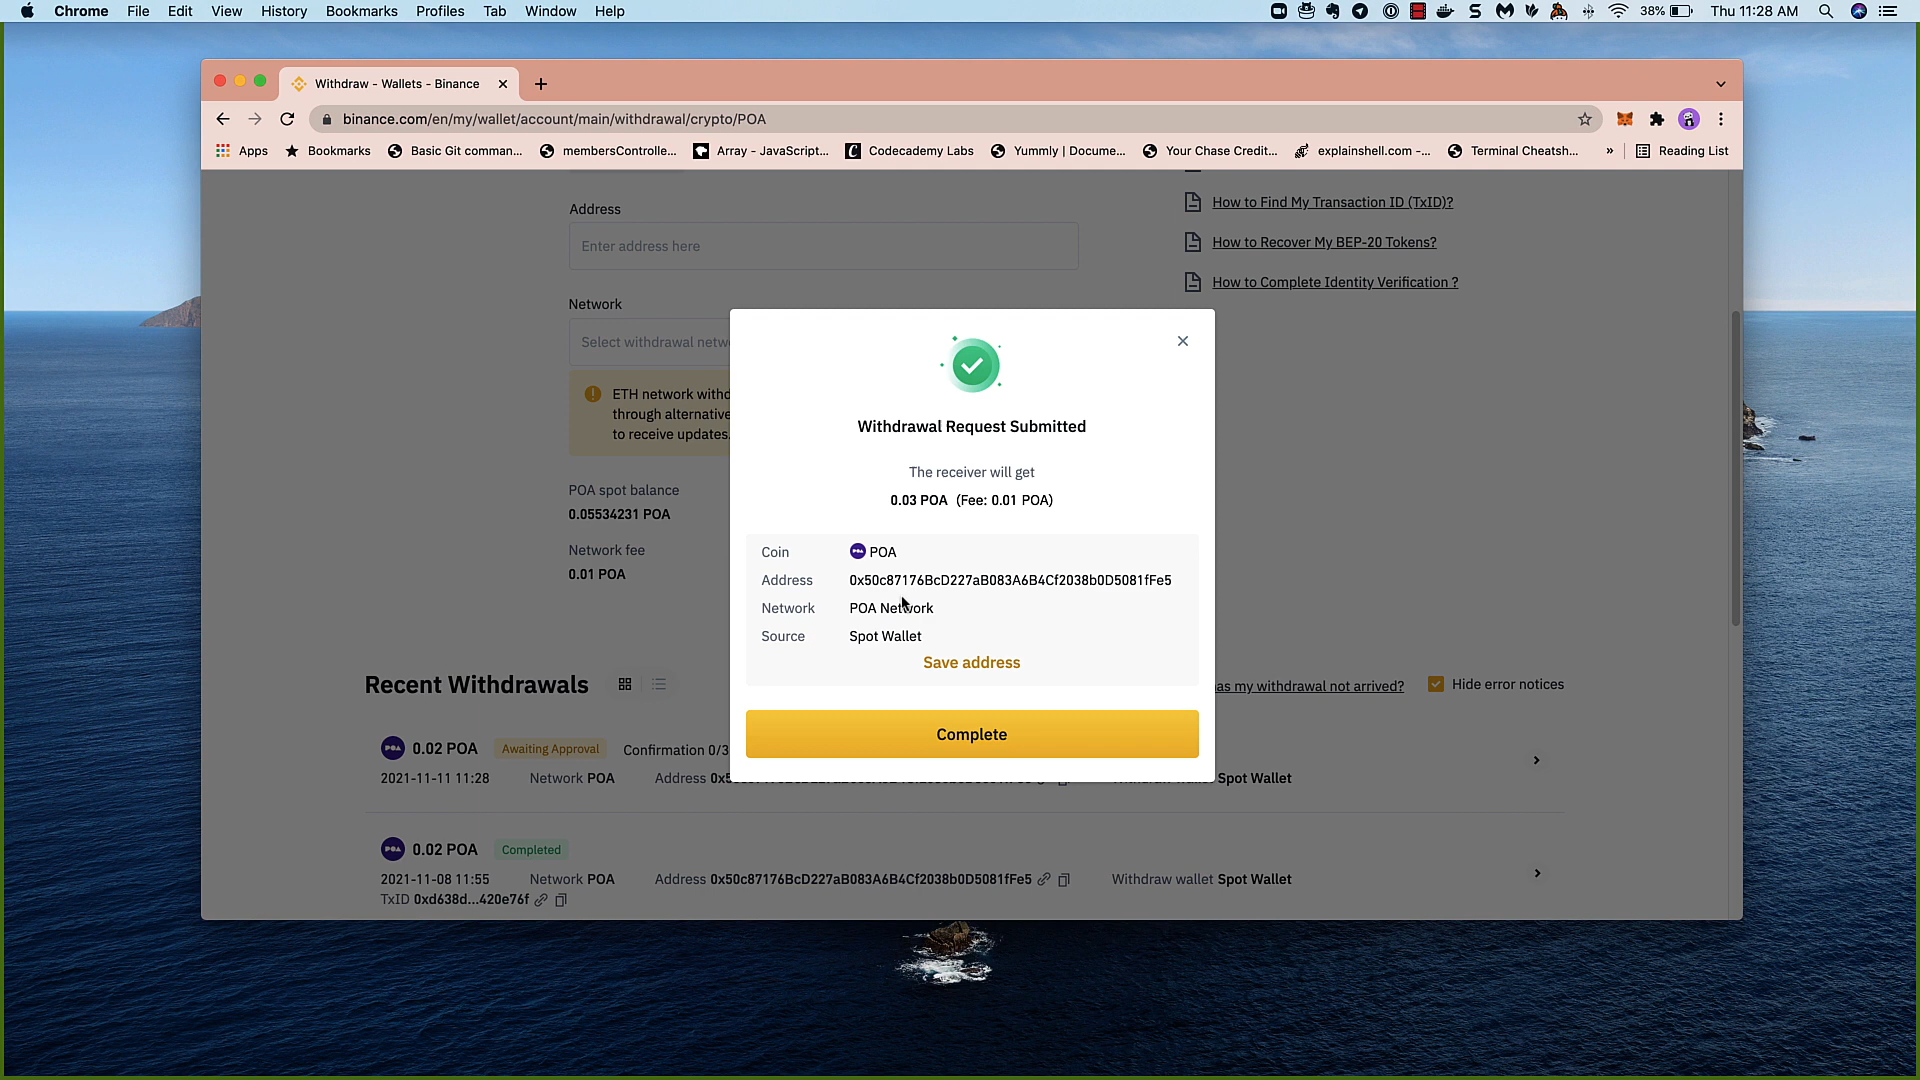 Chrome File Edit View History Bookmarks Profiles Tab Window Help 38% Thu 11:28 AM
Withdraw - Wallets - Binance
binance.com/en/my/wallet/account/main/withdrawal/crypto/POA
Apps Bookmarks Basic Git comman... membersControlle... Array - JavaScript... Codecademy Labs Yummly | Docume... Your Chase Credit... explainshell.com -... Terminal Cheatsh... » Reading List
Address
Enter address here
How to Find My Transaction ID (TxID)?
How to Recover My BEP-20 Tokens?
How to Complete Identity Verification ?
Network
Select withdrawal netw
ETH network withd
through alternative
to receive updates.
POA spot balance
0.05534231 POA
Network fee
0.01 POA
Withdrawal Request Submitted
The receiver will get
0.03 POA (Fee: 0.01 POA)
Coin POA
Address 0x50c87176BcD227aB083A6B4Cf2038b0D5081fFe5
Network POA Network
Source Spot Wallet
Save address
Complete
Recent Withdrawals
as my withdrawal not arrived? Hide error notices
0.02 POA Awaiting Approval Confirmation 0/3
2021-11-11 11:28 Network POA Address Spot Wallet
0.02 POA Completed
2021-11-08 11:55 Network POA Address 0x50c87176BcD227aB083A6B4Cf2038b0D5081fFe5 Withdraw wallet Spot Wallet
TxID 0xd638d...420e76f